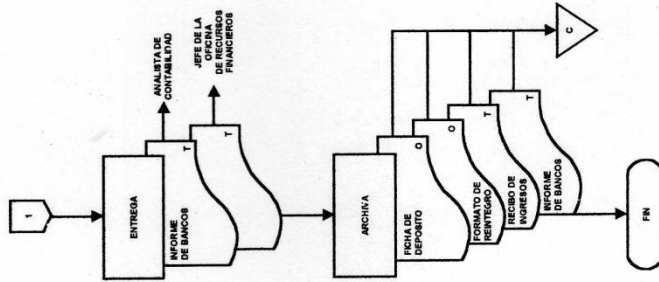 1
ENTREGA
INFORME
DE BANCOS
T
T
ANALISTA DE
CONTABILIDAD
JEFE DE LA
OFICINA
DE RECURSOS
FINANCIEROS
ARCHIVA
FICHA DE
DEPOSITO
O
FORMATO DE
REINTEGRO
O
RECIBO DE
INGRESOS
T
INFORME
DE BANCOS
T
C
FIN